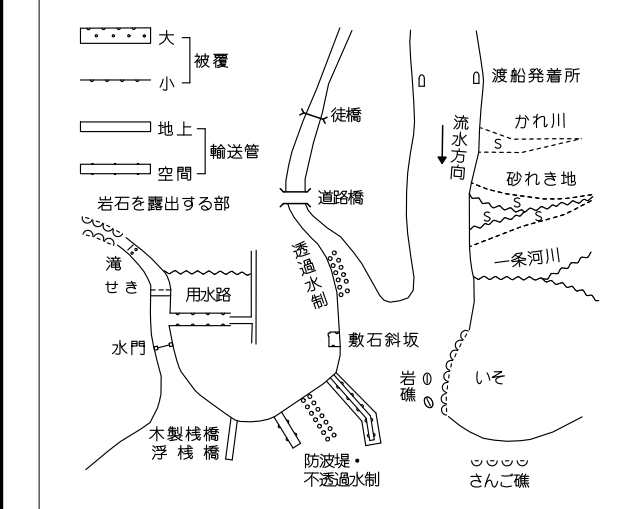 大
被覆
小
地上
輸送管
空間
岩石を露出する部
徒橋
道路橋
渡船発着所
かれ川
流水方向
S
砂れき地
S
S
S
一条河川
滝
せき
用水路
透過水制
水門
敷石斜坂
岩礁
いそ
木製桟橋
浮桟橋
防波堤・
不透過水制
さんご礁